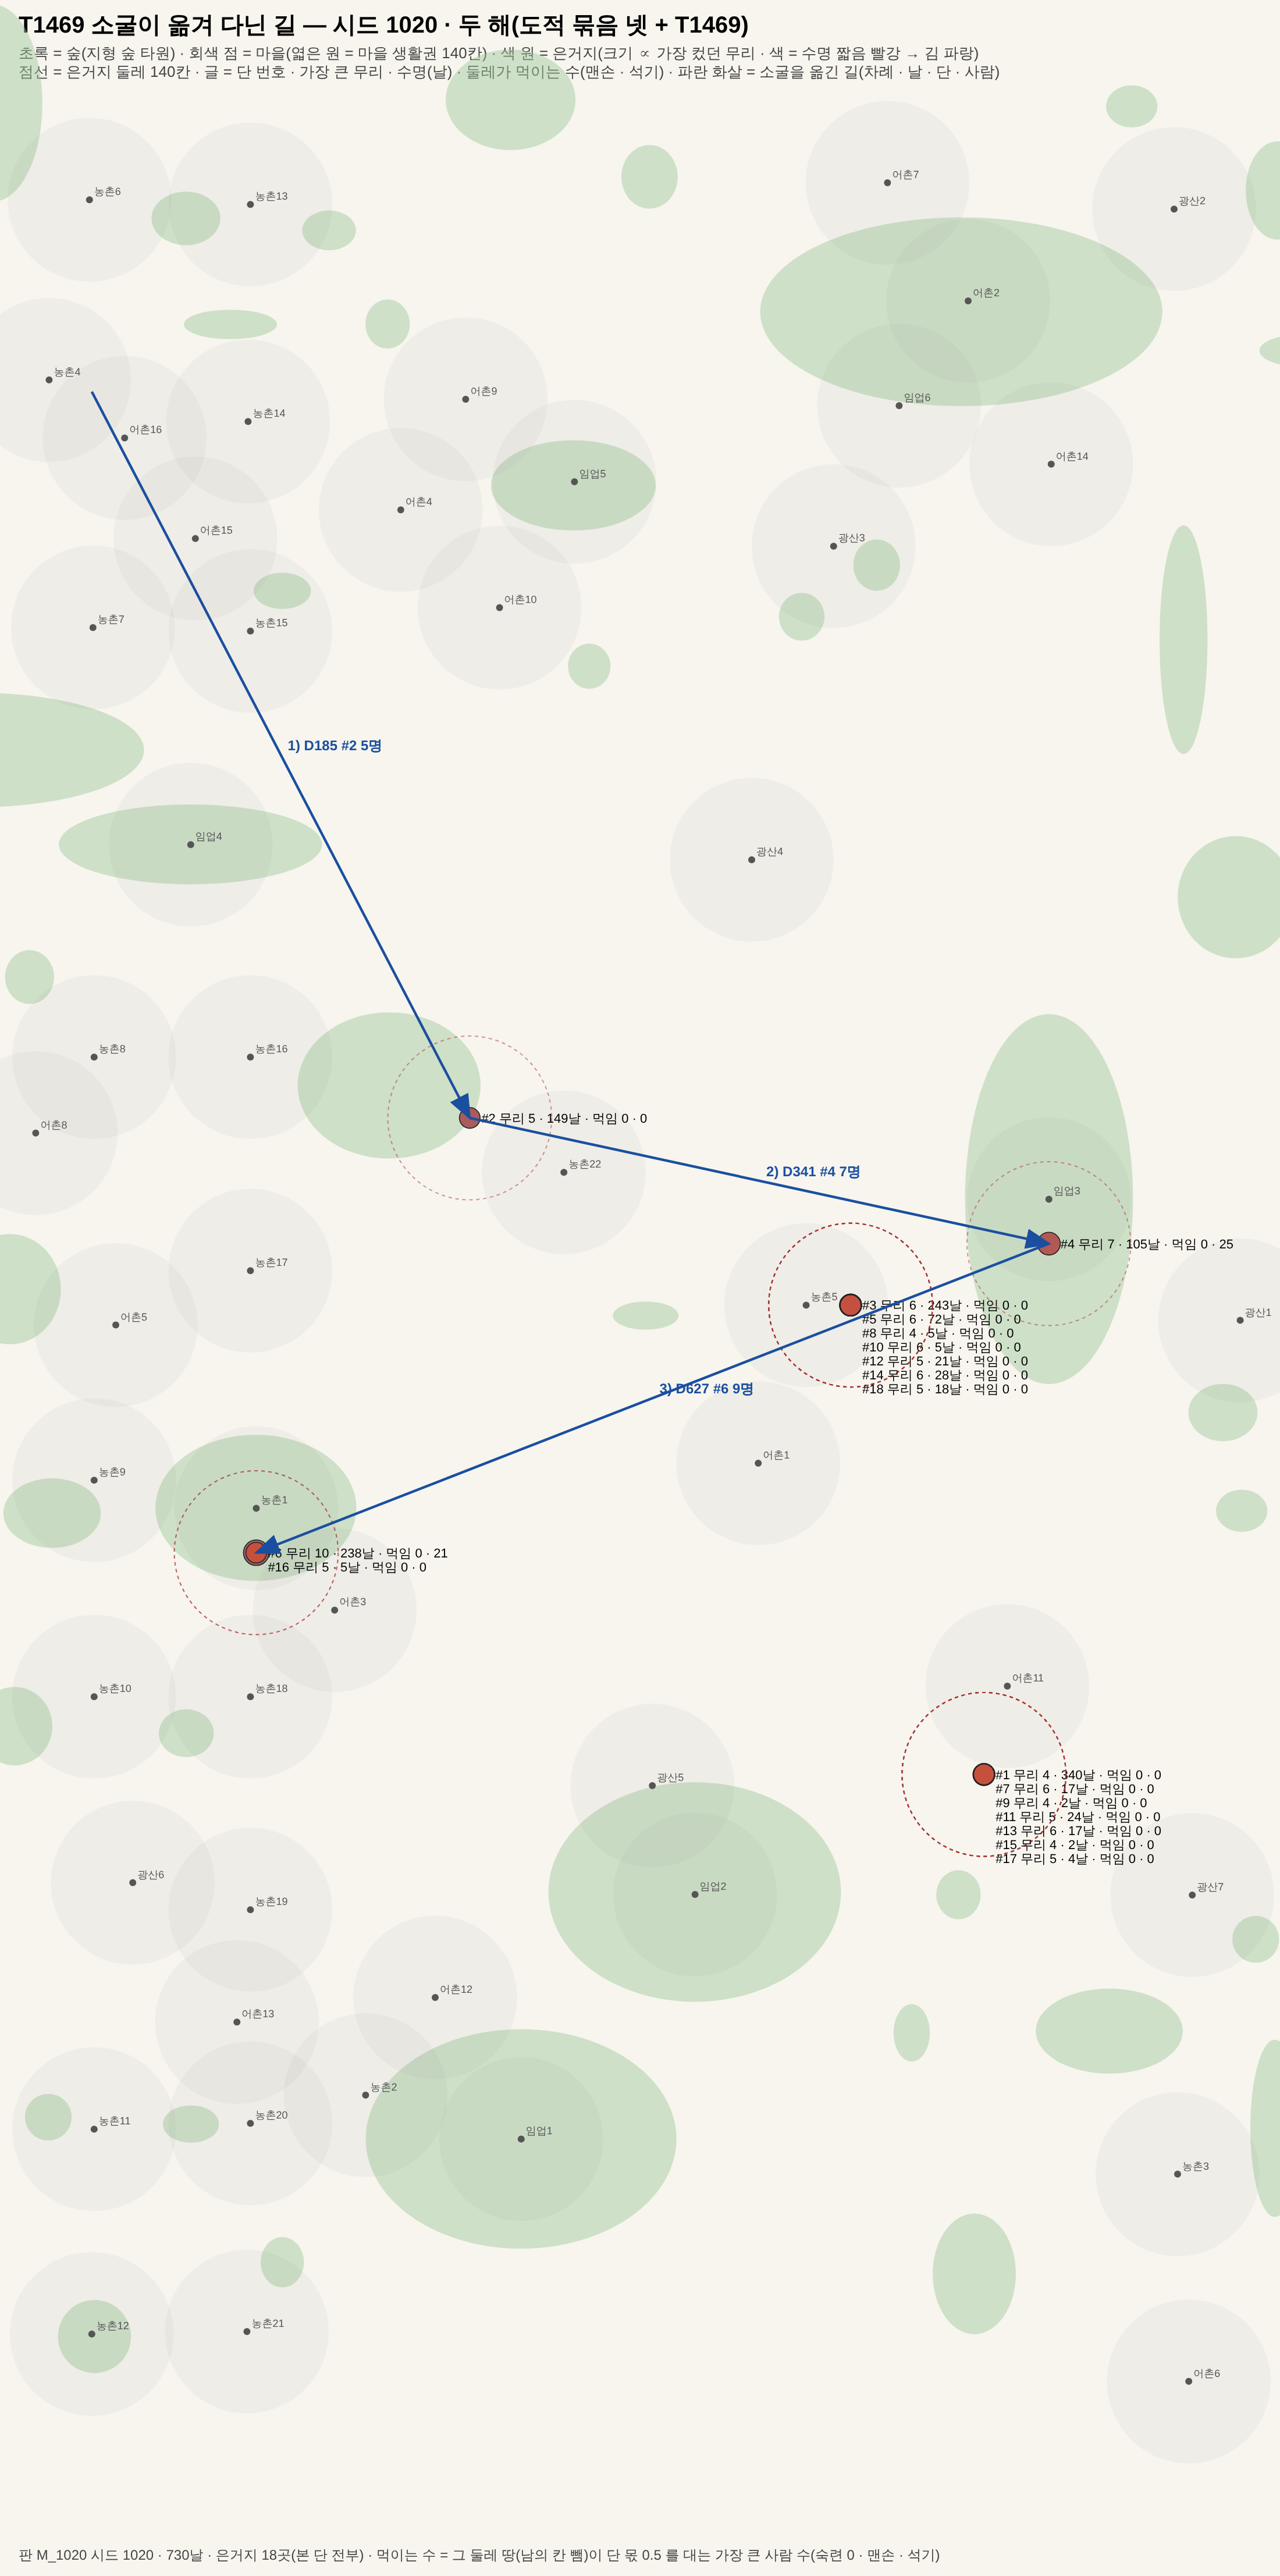 T1469 소굴이 옮겨 다닌 길 — 시드 1020 · 두 해(도적 묶음 넷 + T1469)
초록 = 숲(지형 숲 타원) · 회색 점 = 마을(엷은 원 = 마을 생활권 140칸) · 색 원 = 은거지(크기 ∝ 가장 컸던 무리 · 색 = 수명 짧음 빨강 → 김 파랑)
점선 = 은거지 둘레 140칸 · 글 = 단 번호 · 가장 큰 무리 · 수명(날) · 둘레가 먹이는 수(맨손 · 석기) · 파란 화살 = 소굴을 옮긴 길(차례 · 날 · 단 · 사람)
어촌7
농촌6
농촌13
광산2
어촌2
농촌4
어촌9
임업6
농촌14
어촌16
어촌14
임업5
어촌4
어촌15
광산3
어촌10
농촌7
농촌15
1) D185 #2 5명
임업4
광산4
농촌8
농촌16
#2 무리 5 · 149날 · 먹임 0 · 0
어촌8
농촌22
2) D341 #4 7명
임업3
#4 무리 7 · 105날 · 먹임 0 · 25
농촌17
농촌5
#3 무리 6 · 243날 · 먹임 0 · 0
#5 무리 6 · 72날 · 먹임 0 · 0
#8 무리 4 · 5날 · 먹임 0 · 0
#10 무리 6 · 5날 · 먹임 0 · 0
#12 무리 5 · 21날 · 먹임 0 · 0
#14 무리 6 · 28날 · 먹임 0 · 0
#18 무리 5 · 18날 · 먹임 0 · 0
어촌5
광산1
3) D627 #6 9명
어촌1
농촌9
농촌1
#6 무리 10 · 238날 · 먹임 0 · 21
#16 무리 5 · 5날 · 먹임 0 · 0
어촌3
어촌11
농촌10
농촌18
#1 무리 4 · 340날 · 먹임 0 · 0
#7 무리 6 · 17날 · 먹임 0 · 0
#9 무리 4 · 2날 · 먹임 0 · 0
#11 무리 5 · 24날 · 먹임 0 · 0
#13 무리 6 · 17날 · 먹임 0 · 0
#15 무리 4 · 2날 · 먹임 0 · 0
#17 무리 5 · 4날 · 먹임 0 · 0
광산5
광산6
임업2
광산7
농촌19
어촌12
어촌13
농촌2
농촌11
농촌20
임업1
농촌3
농촌12
농촌21
어촌6
판 M_1020 시드 1020 · 730날 · 은거지 18곳(본 단 전부) · 먹이는 수 = 그 둘레 땅(남의 칸 뺌)이 단 몫 0.5 를 대는 가장 큰 사람 수(숙련 0 · 맨손 · 석기)